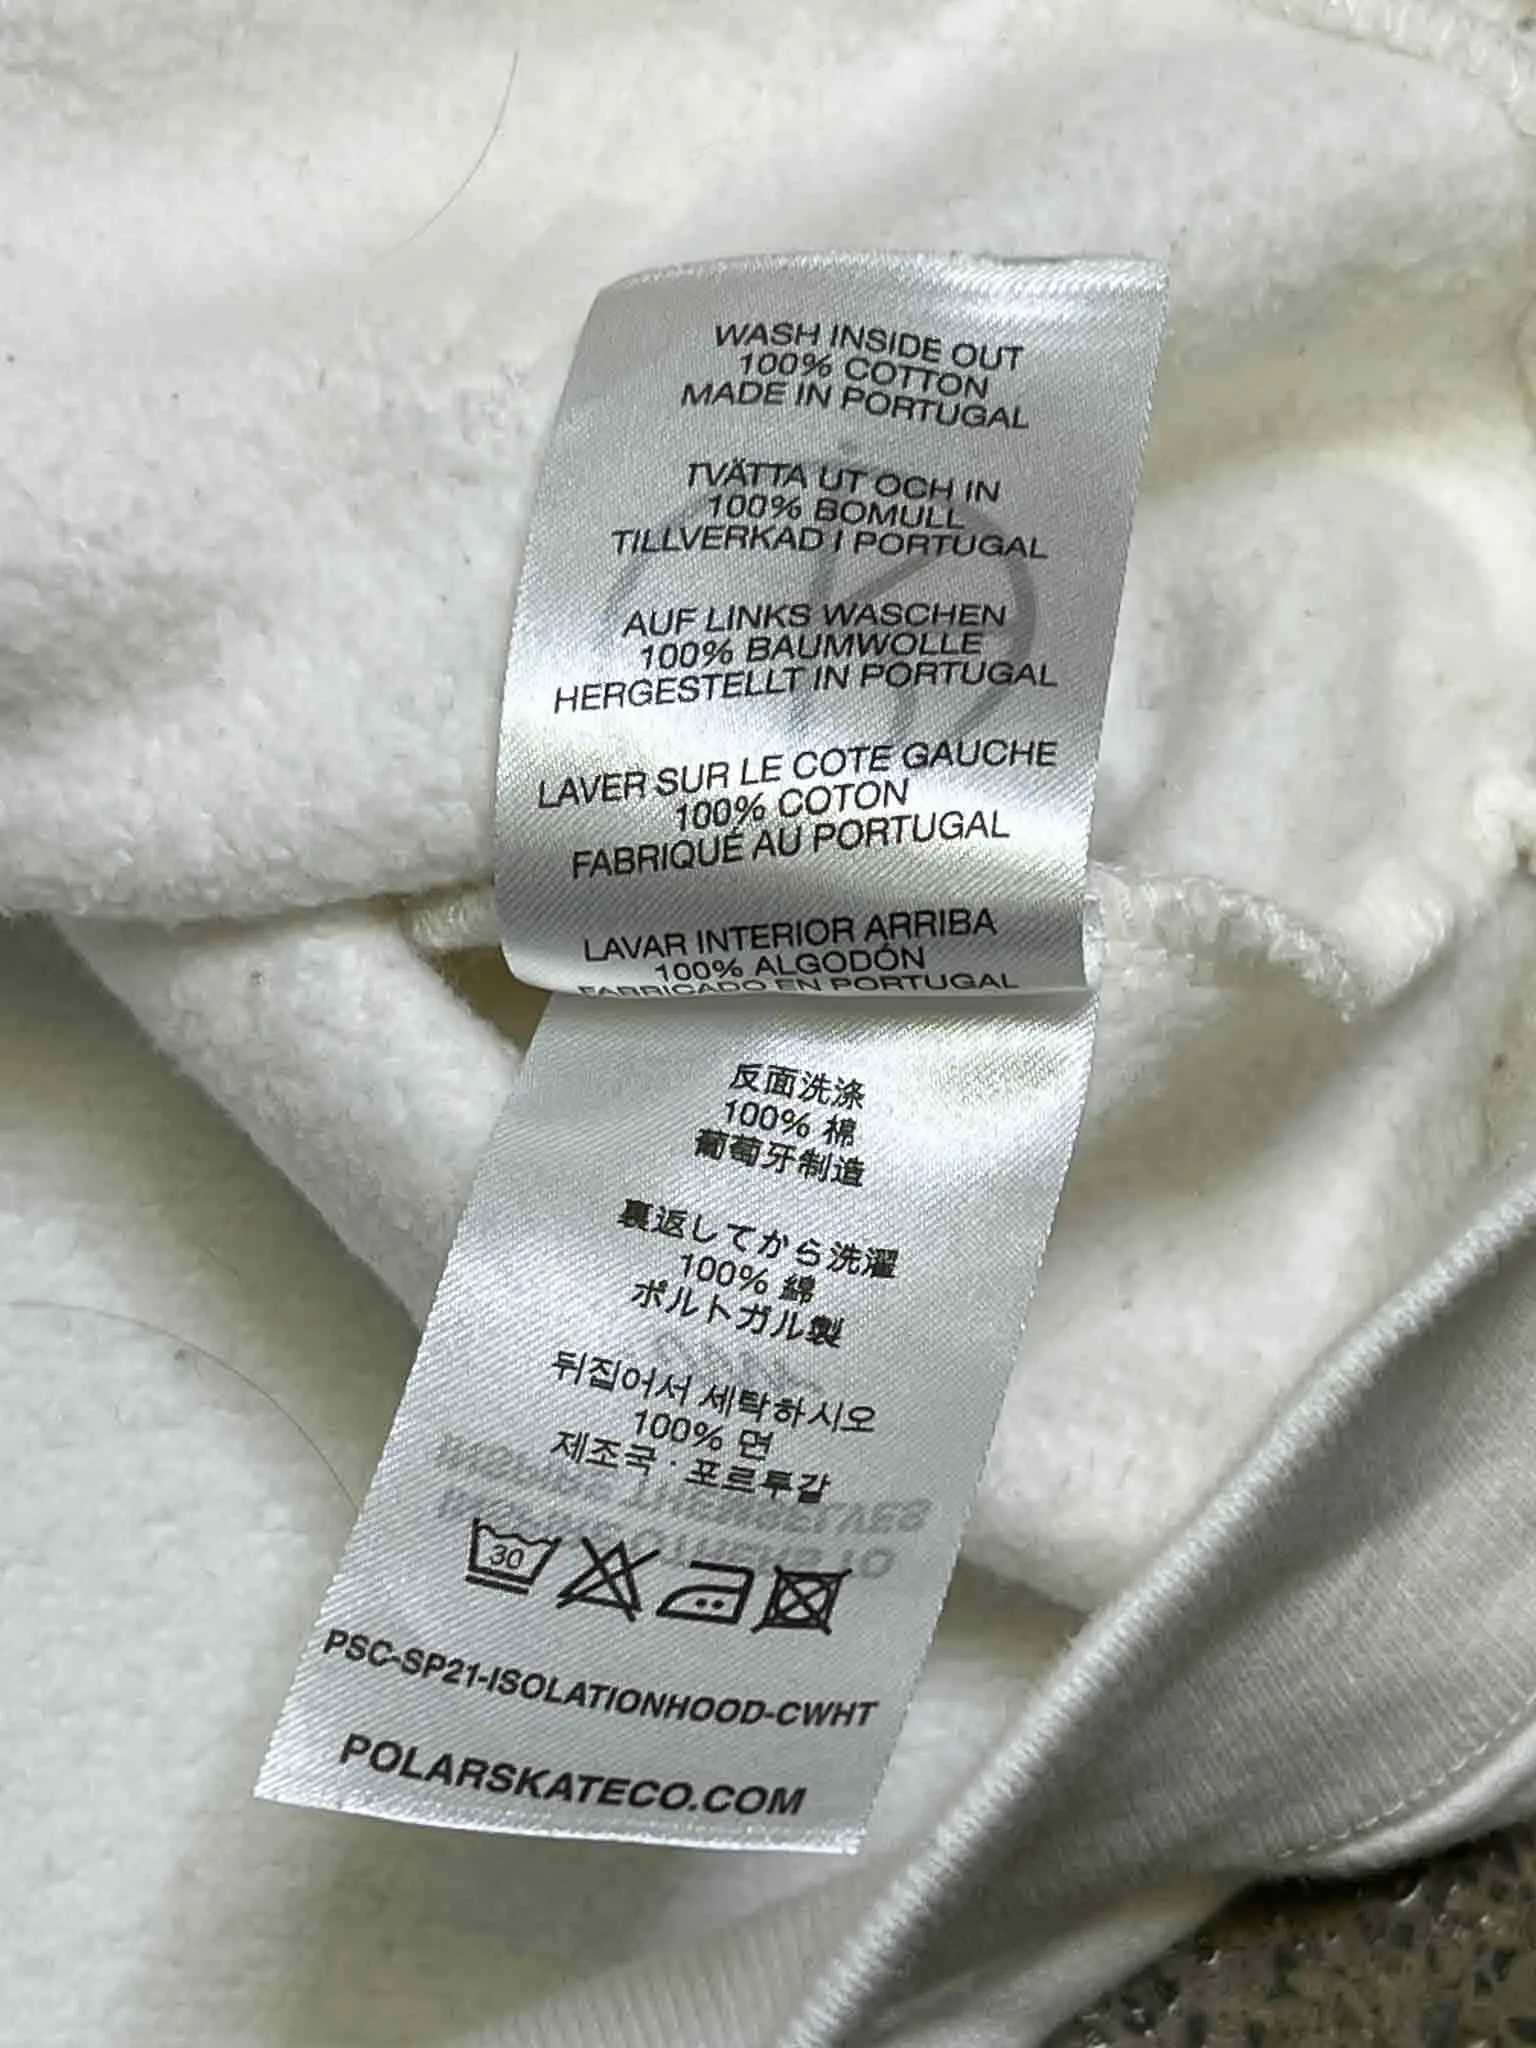 WASH INSIDE OUT
100% COTTON
MADE IN PORTUGAL
TVÄTTA UT OCH IN
100% BOMULL
TILLVERKAD I PORTUGAL
AUF LINKS WASCHEN
100% BAUMWOLLE
HERGESTELLT IN PORTUGAL
LAVER SUR LE COTE GAUCHE
100% COTON
FABRIQUÉ AU PORTUGAL
LAVAR INTERIOR ARRIBA
100% ALGODÓN
FABRICADO EN PORTUGAL
反面洗涤
100% 棉
葡萄牙制造
裏返してから洗濯
100% 綿
ポルトガル製
뒤집어서 세탁하시오
100% 면
제조국 · 포르투갈
30
PSC-SP21-ISOLATIONHOOD-CWHT
POLARSKATECO.COM